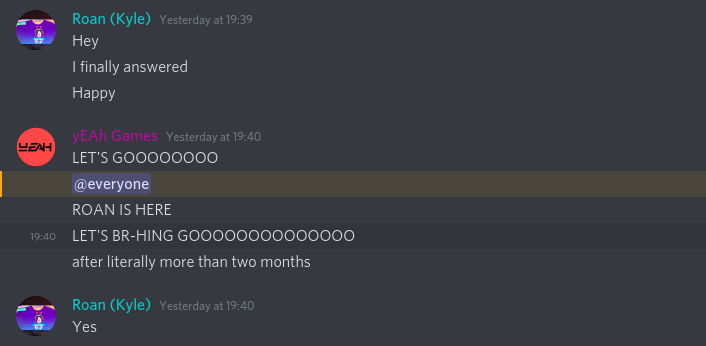 Roan (Kyle) Yesterday at 19:39
Hey
I finally answered
Happy
yEAh Games Yesterday at 19:40
YEAH
LET'S GOOOOOOOO
@everyone
ROAN IS HERE
19:40 LET'S BR-HING GOOOOOOOOOOOOOO
after literally more than two months
Roan (Kyle) Yesterday at 19:40
Yes